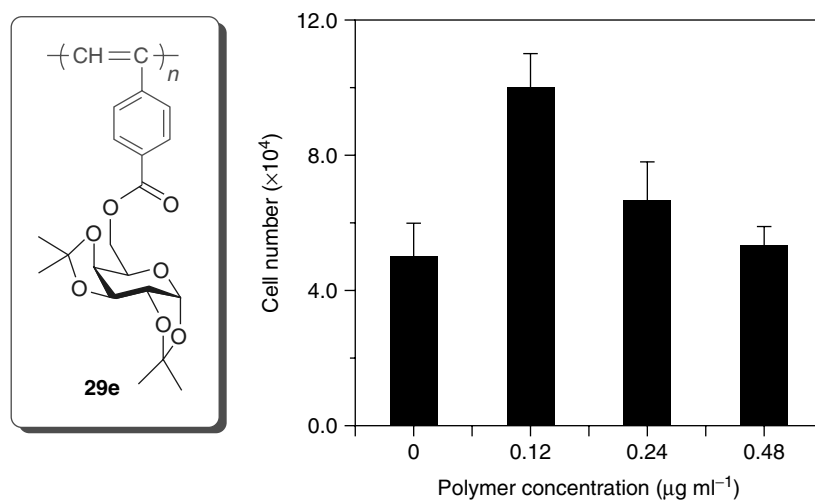 (CH=C)n
O
O
O
O
O
O
O
O
29e
12.0
8.0
4.0
0.0
Cell number (×10⁴)
0 0.12 0.24 0.48
Polymer concentration (µg ml⁻¹)